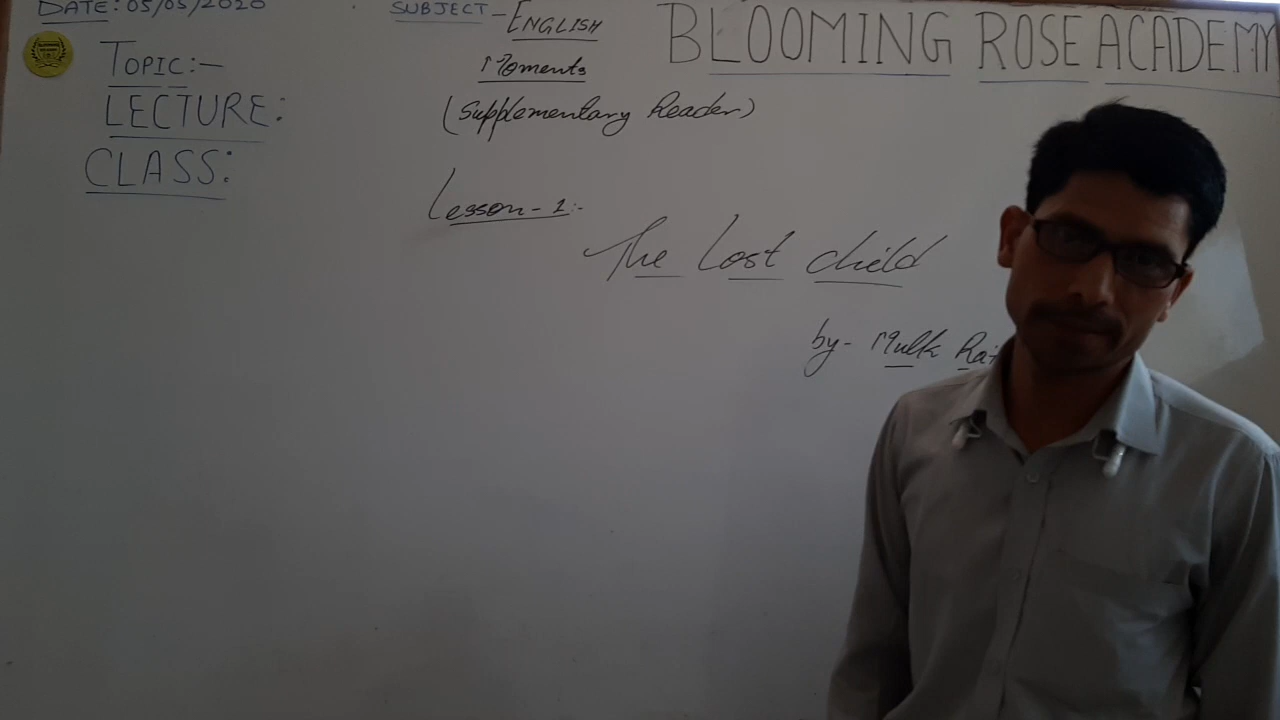 DATE: 05/05/2020
SUBJECT - ENGLISH
Moments
(Supplementary Reader)
BLOOMING ROSE ACADEMY
TOPIC:-
LECTURE:
CLASS:
Lesson-1:-
The Lost child
by- Mulk Raj